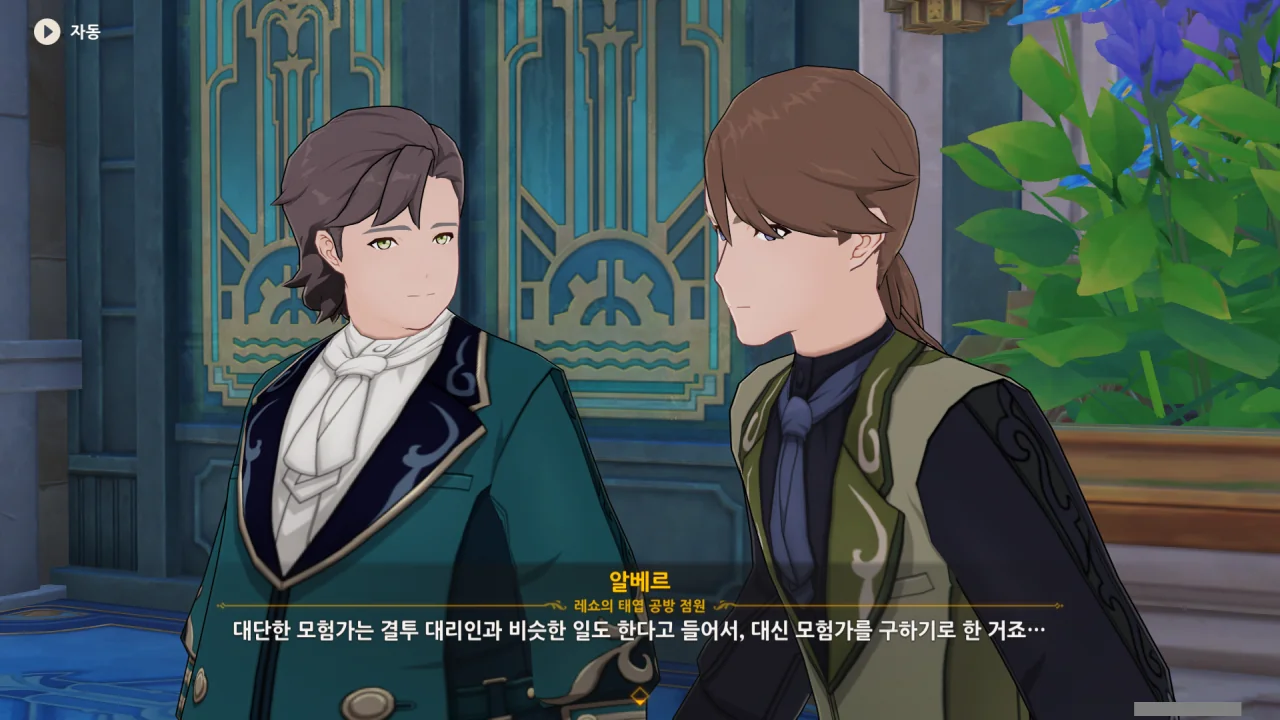 자동
알베르
레쇼의 태엽 공방 점원
대단한 모험가는 결투 대리인과 비슷한 일도 한다고 들어서, 대신 모험가를 구하기로 한 거죠…